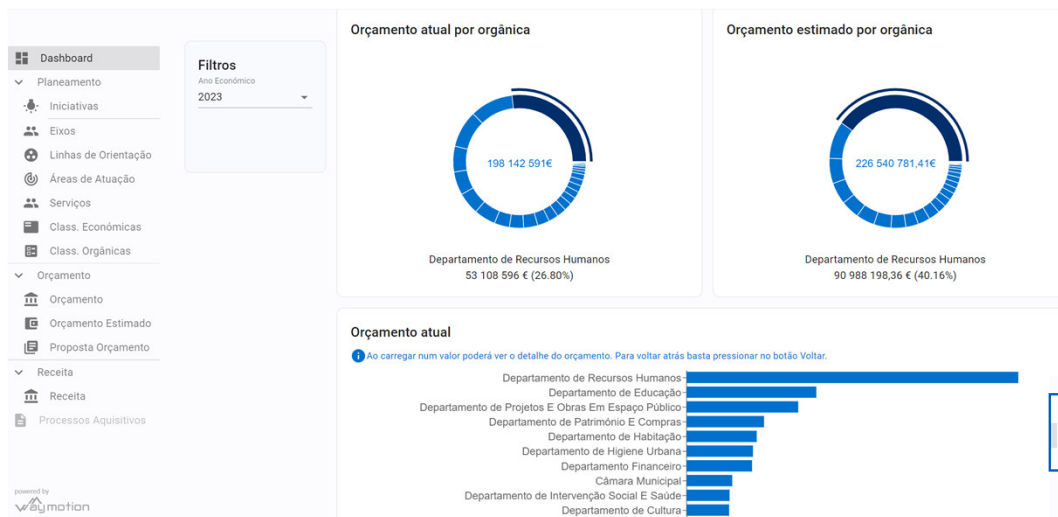 Dashboard
Planeamento
Iniciativas
Eixos
Linhas de Orientação
Áreas de Atuação
Serviços
Class. Económicas
Class. Orgânicas
Orçamento
Orçamento
Orçamento Estimado
Proposta Orçamento
Receita
Receita
Processos Aquisitivos
powered by
waymotion
Filtros
Ano Económico
2023
Orçamento atual por orgânica
198 142 591€
Departamento de Recursos Humanos
53 108 596 € (26.80%)
Orçamento estimado por orgânica
226 540 781,41€
Departamento de Recursos Humanos
90 988 198,36 € (40.16%)
Orçamento atual
Ao carregar num valor poderá ver o detalhe do orçamento. Para voltar atrás basta pressionar no botão Voltar.
Departamento de Recursos Humanos
Departamento de Educação
Departamento de Projetos E Obras Em Espaço Público
Departamento de Património E Compras
Departamento de Habitação
Departamento de Higiene Urbana
Departamento Financeiro
Câmara Municipal
Departamento de Intervenção Social E Saúde
Departamento de Cultura